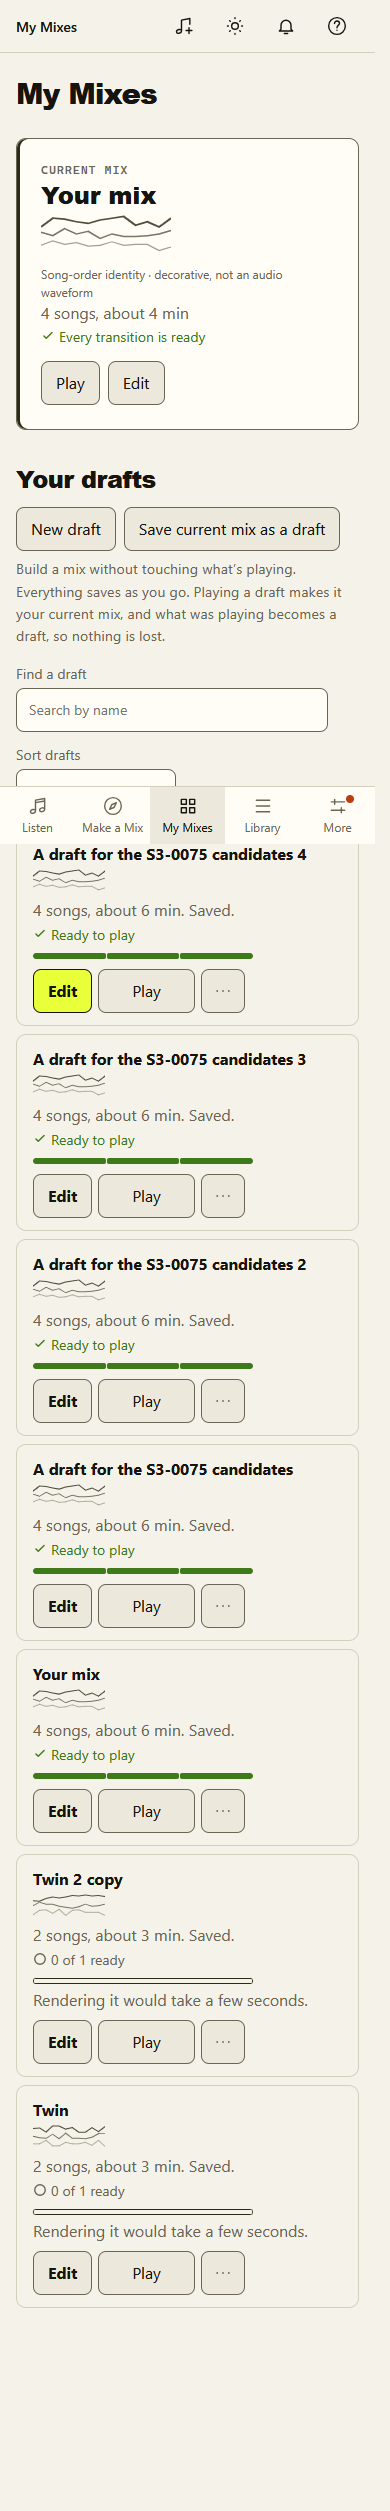 My Mixes
My Mixes
CURRENT MIX
Your mix
Song-order identity · decorative, not an audio
waveform
4 songs, about 4 min
Every transition is ready
Play
Edit
Your drafts
New draft
Save current mix as a draft
Build a mix without touching what's playing.
Everything saves as you go. Playing a draft makes it
your current mix, and what was playing becomes a
draft, so nothing is lost.
Find a draft
Search by name
Sort drafts
Listen
Make a Mix
My Mixes
Library
More
A draft for the S3-0075 candidates 4
4 songs, about 6 min. Saved.
Ready to play
Edit
Play
···
A draft for the S3-0075 candidates 3
4 songs, about 6 min. Saved.
Ready to play
Edit
Play
···
A draft for the S3-0075 candidates 2
4 songs, about 6 min. Saved.
Ready to play
Edit
Play
···
A draft for the S3-0075 candidates
4 songs, about 6 min. Saved.
Ready to play
Edit
Play
···
Your mix
4 songs, about 6 min. Saved.
Ready to play
Edit
Play
···
Twin 2 copy
2 songs, about 3 min. Saved.
0 of 1 ready
Rendering it would take a few seconds.
Edit
Play
···
Twin
2 songs, about 3 min. Saved.
0 of 1 ready
Rendering it would take a few seconds.
Edit
Play
···